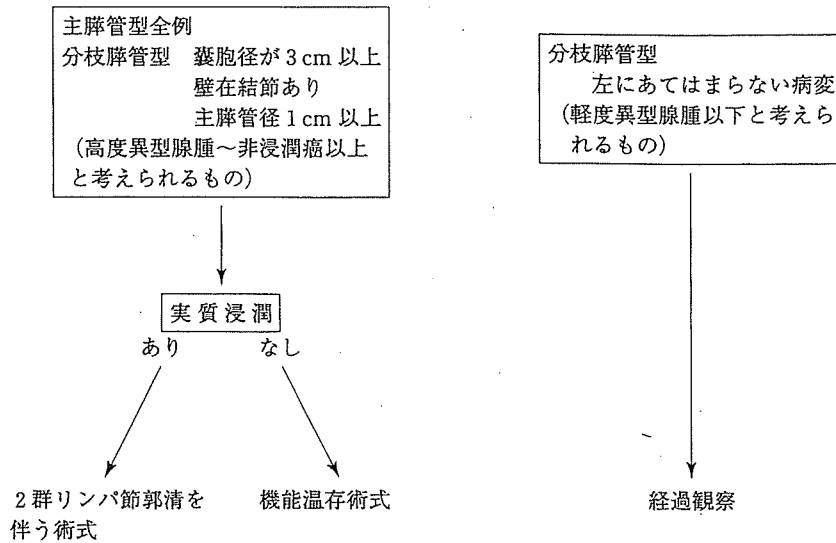 主膵管型全例
分枝膵管型 囊胞径が3cm以上
壁在結節あり
主膵管径1cm以上
(高度異型腺腫～非浸潤癌以上
と考えられるもの)
分枝膵管型
左にあてはまらない病変
(軽度異型腺腫以下と考えら
れるもの)
実質浸潤
あり なし
2群リンパ節郭清を
伴う術式
機能温存術式
経過観察